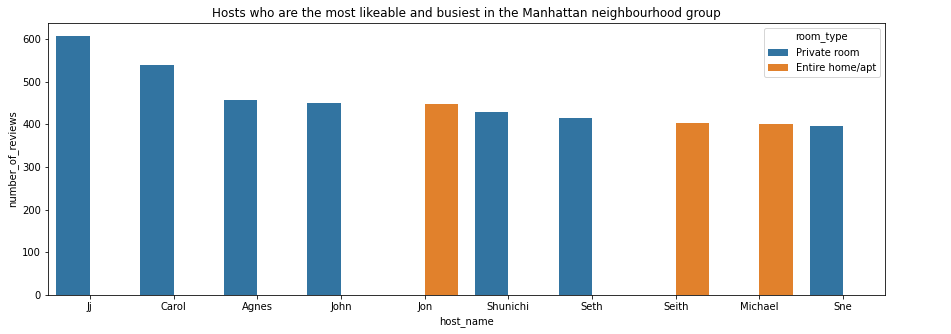 Hosts who are the most likeable and busiest in the Manhattan neighbourhood group
room_type
Private room
Entire home/apt
number_of_reviews
600
500
400
300
200
100
0
Jj Carol Agnes John Jon Shunichi Seth Seith Michael Sne
host_name